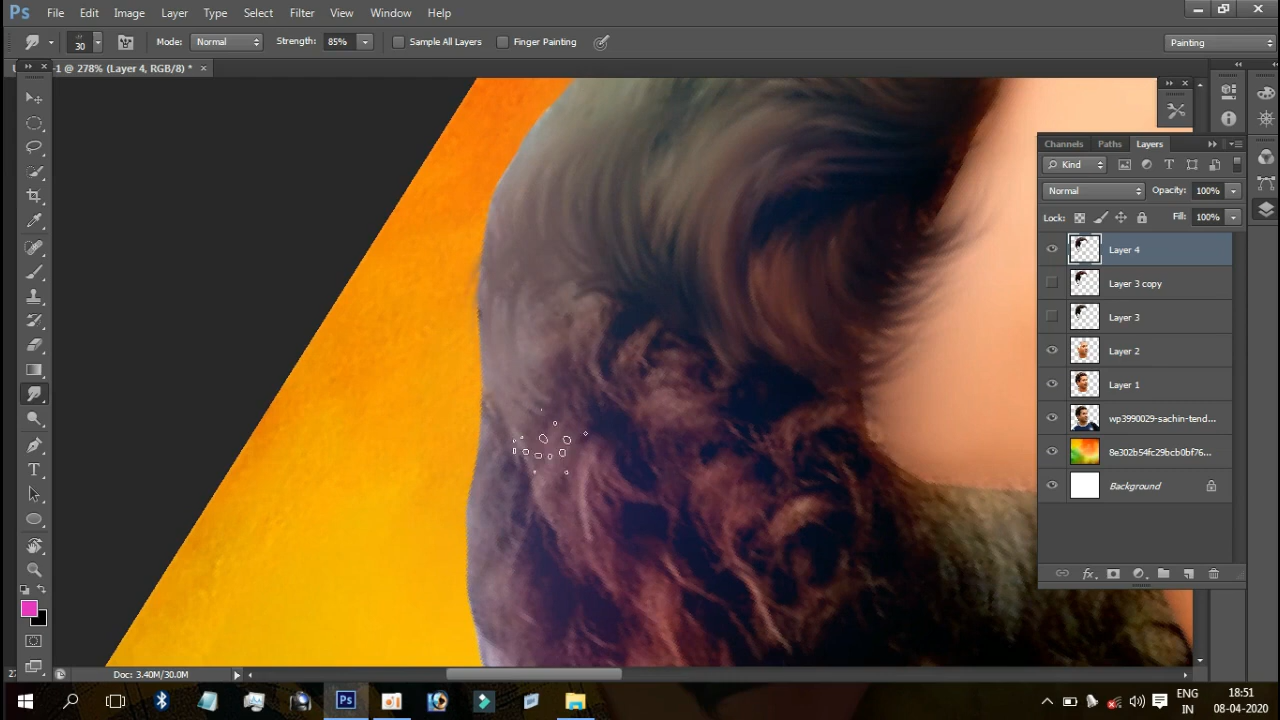 Ps File Edit Image Layer Type Select Filter View Window Help
30 Mode: Normal Strength: 85% Sample All Layers Finger Painting Painting
-1 @ 278% (Layer 4, RGB/8) *
Channels Paths Layers
Kind
Normal Opacity: 100%
Lock: Fill: 100%
Layer 4
Layer 3 copy
Layer 3
Layer 2
Layer 1
wp3990029-sachin-tend...
8e302b54fc29bcb0bf76...
Background
fx
Doc: 3.40M/30.0M
Ps
ENG 18:51
IN 08-04-2020